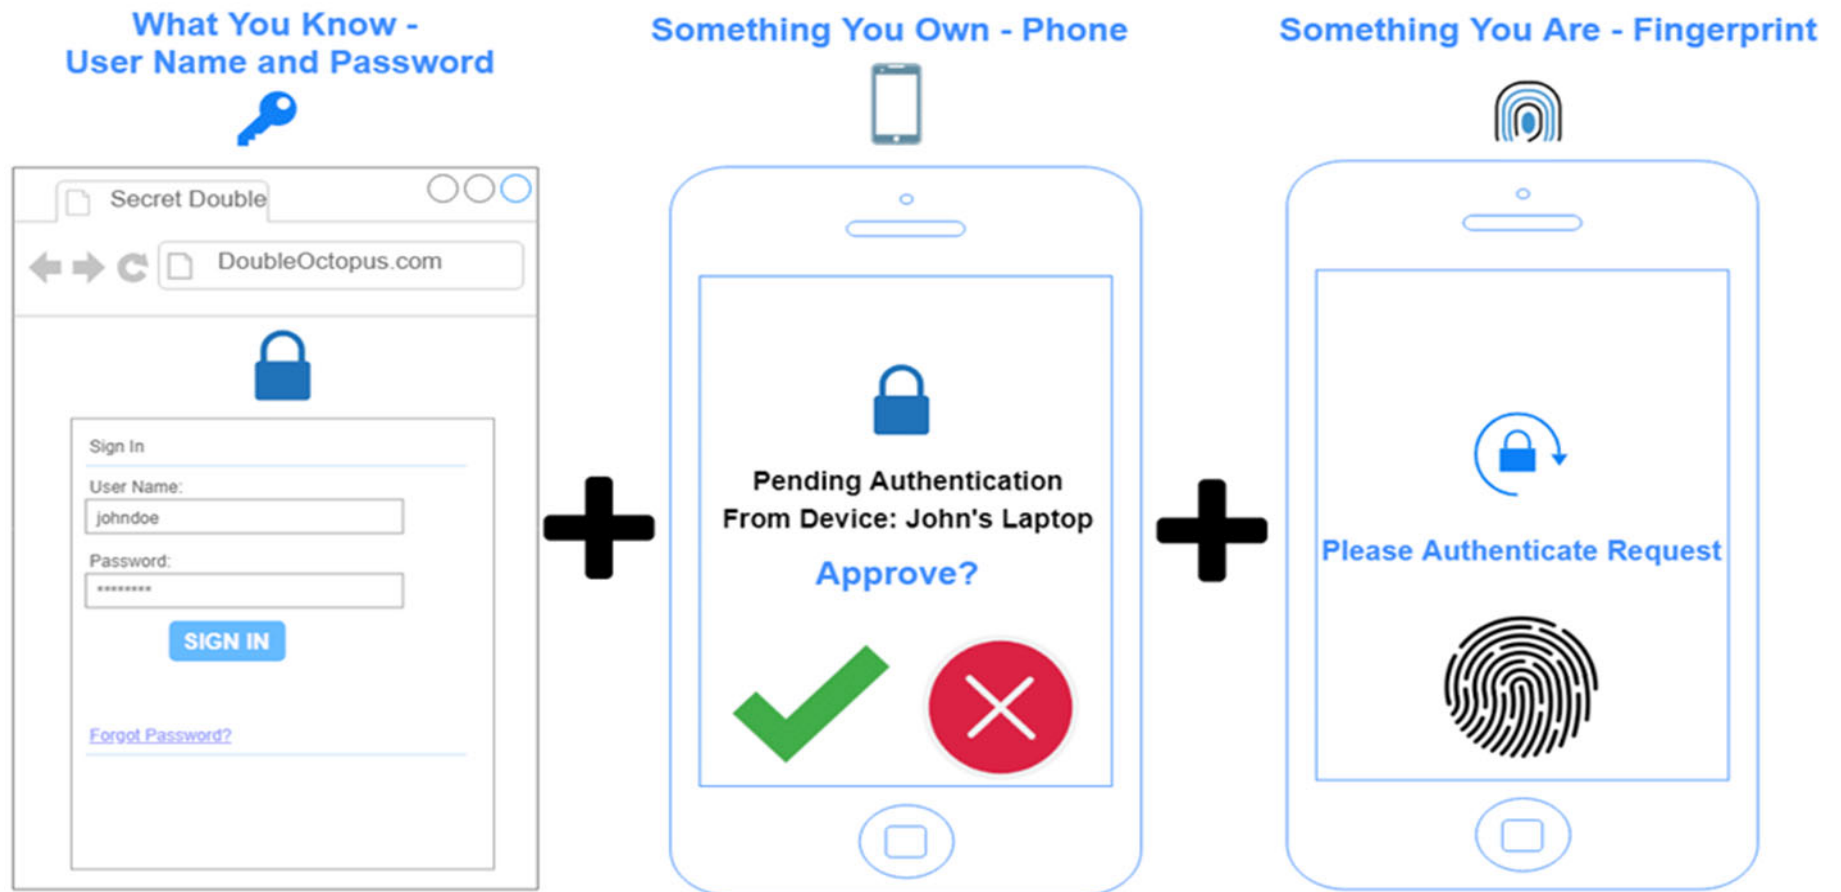 What You Know -
User Name and Password
Secret Double
DoubleOctopus.com
Sign In
User Name:
johndoe
Password:
********
SIGN IN
Forgot Password?
Something You Own - Phone
Pending Authentication
From Device: John's Laptop
Approve?
Something You Are - Fingerprint
Please Authenticate Request